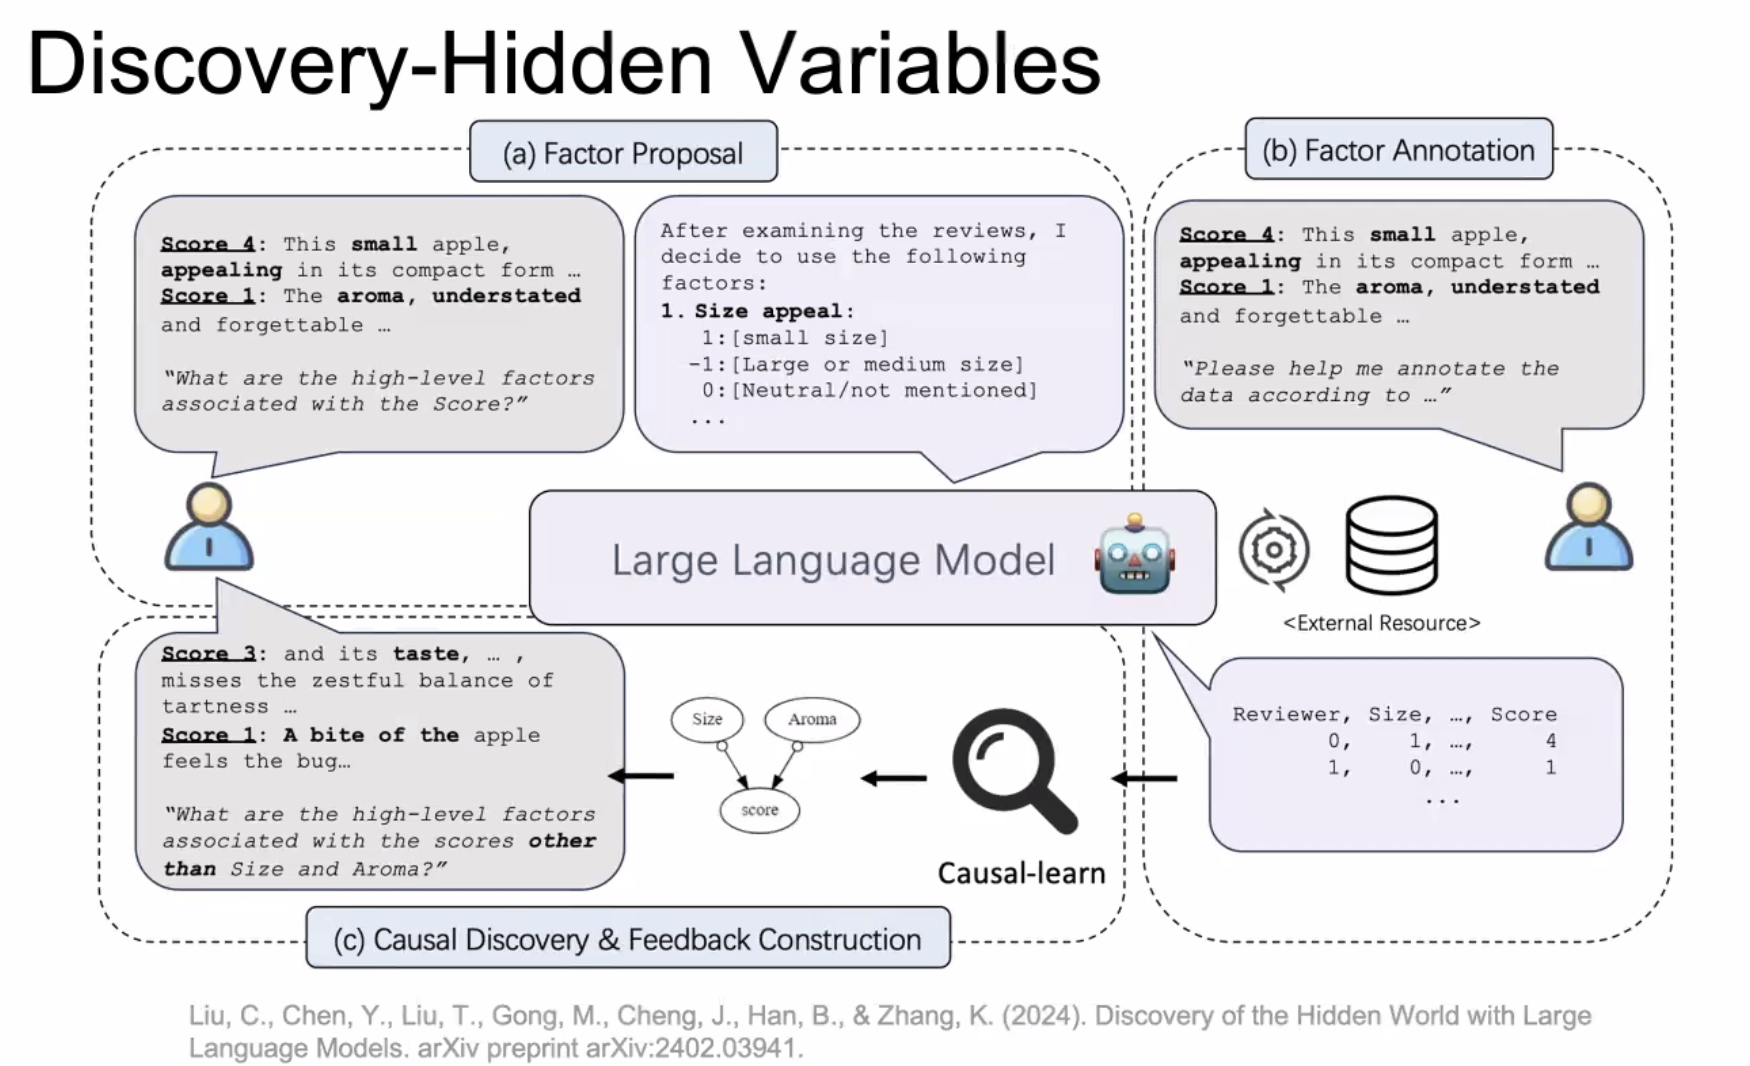 Discovery-Hidden Variables
(a) Factor Proposal
Score 4: This small apple,
appealing in its compact form …
Score 1: The aroma, understated
and forgettable …
“What are the high-level factors
associated with the Score?”
After examining the reviews, I
decide to use the following
factors:
1. Size appeal:
1:[small size]
-1:[Large or medium size]
0:[Neutral/not mentioned]
...
(b) Factor Annotation
Score 4: This small apple,
appealing in its compact form …
Score 1: The aroma, understated
and forgettable …
“Please help me annotate the
data according to …”
Large Language Model
<External Resource>
Reviewer, Size, …, Score
0, 1, …, 4
1, 0, …, 1
...
Causal-learn
Size
Aroma
score
Score 3: and its taste, … ,
misses the zestful balance of
tartness …
Score 1: A bite of the apple
feels the bug…
“What are the high-level factors
associated with the scores other
than Size and Aroma?”
(c) Causal Discovery & Feedback Construction
Liu, C., Chen, Y., Liu, T., Gong, M., Cheng, J., Han, B., & Zhang, K. (2024). Discovery of the Hidden World with Large
Language Models. arXiv preprint arXiv:2402.03941.